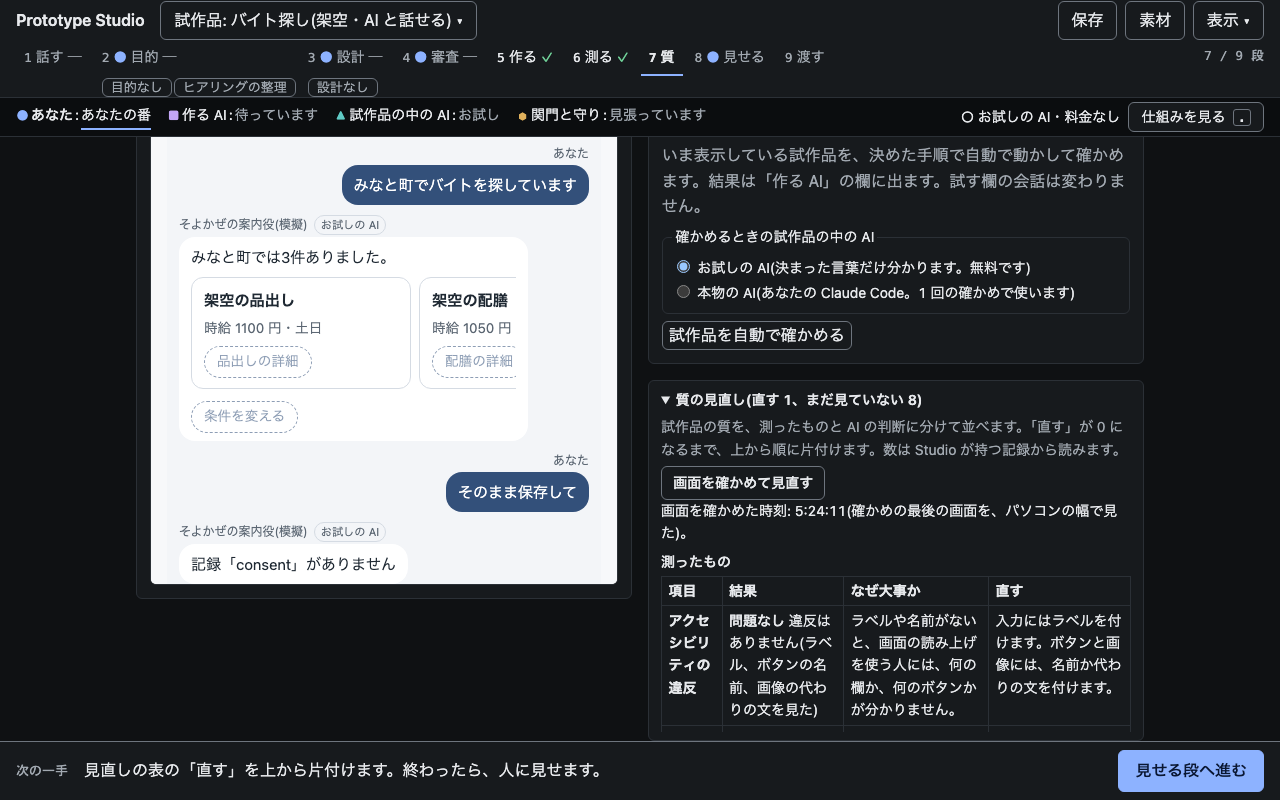 Prototype Studio
試作品: バイト探し(架空・AI と話せる) ▾
保存
素材
表示 ▾
1 話す —
2 目的 —
3 設計 —
4 審査 —
5 作る ✓
6 測る ✓
7 質
8 見せる
9 渡す
7 / 9 段
目的なし
ヒアリングの整理
設計なし
あなた:あなたの番
作る AI:待っています
試作品の中の AI:お試し
関門と守り:見張っています
お試しの AI・料金なし
仕組みを見る .
あなた
みなと町でバイトを探しています
そよかぜの案内役(模擬) お試しの AI
みなと町では3件ありました。
架空の品出し
時給 1100 円・土日
品出しの詳細
架空の配膳
時給 1050 円
配膳の詳細
条件を変える
あなた
そのまま保存して
そよかぜの案内役(模擬) お試しの AI
記録「consent」がありません
いま表示している試作品を、決めた手順で自動で動かして確かめ
ます。結果は「作る AI」の欄に出ます。試す欄の会話は変わりま
せん。
確かめるときの試作品の中の AI
お試しの AI(決まった言葉だけ分かります。無料です)
本物の AI(あなたの Claude Code。1 回の確かめで使います)
試作品を自動で確かめる
▼ 質の見直し(直す 1、まだ見ていない 8)
試作品の質を、測ったものと AI の判断に分けて並べます。「直す」が 0 に
なるまで、上から順に片付けます。数は Studio が持つ記録から読みます。
画面を確かめて見直す
画面を確かめた時刻: 5:24:11(確かめの最後の画面を、パソコンの幅で見
た)。
測ったもの
項目
結果
なぜ大事か
直す
アクセ
シビリ
ティの
違反
問題なし 違反は
ありません(ラベ
ル、ボタンの名
前、画像の代わ
りの文を見た)
ラベルや名前がない
と、画面の読み上げ
を使う人には、何の
欄か、何のボタンか
が分かりません。
入力にはラベルを付
けます。ボタンと画
像には、名前か代わ
りの文を付けます。
次の一手
見直しの表の「直す」を上から片付けます。終わったら、人に見せます。
見せる段へ進む